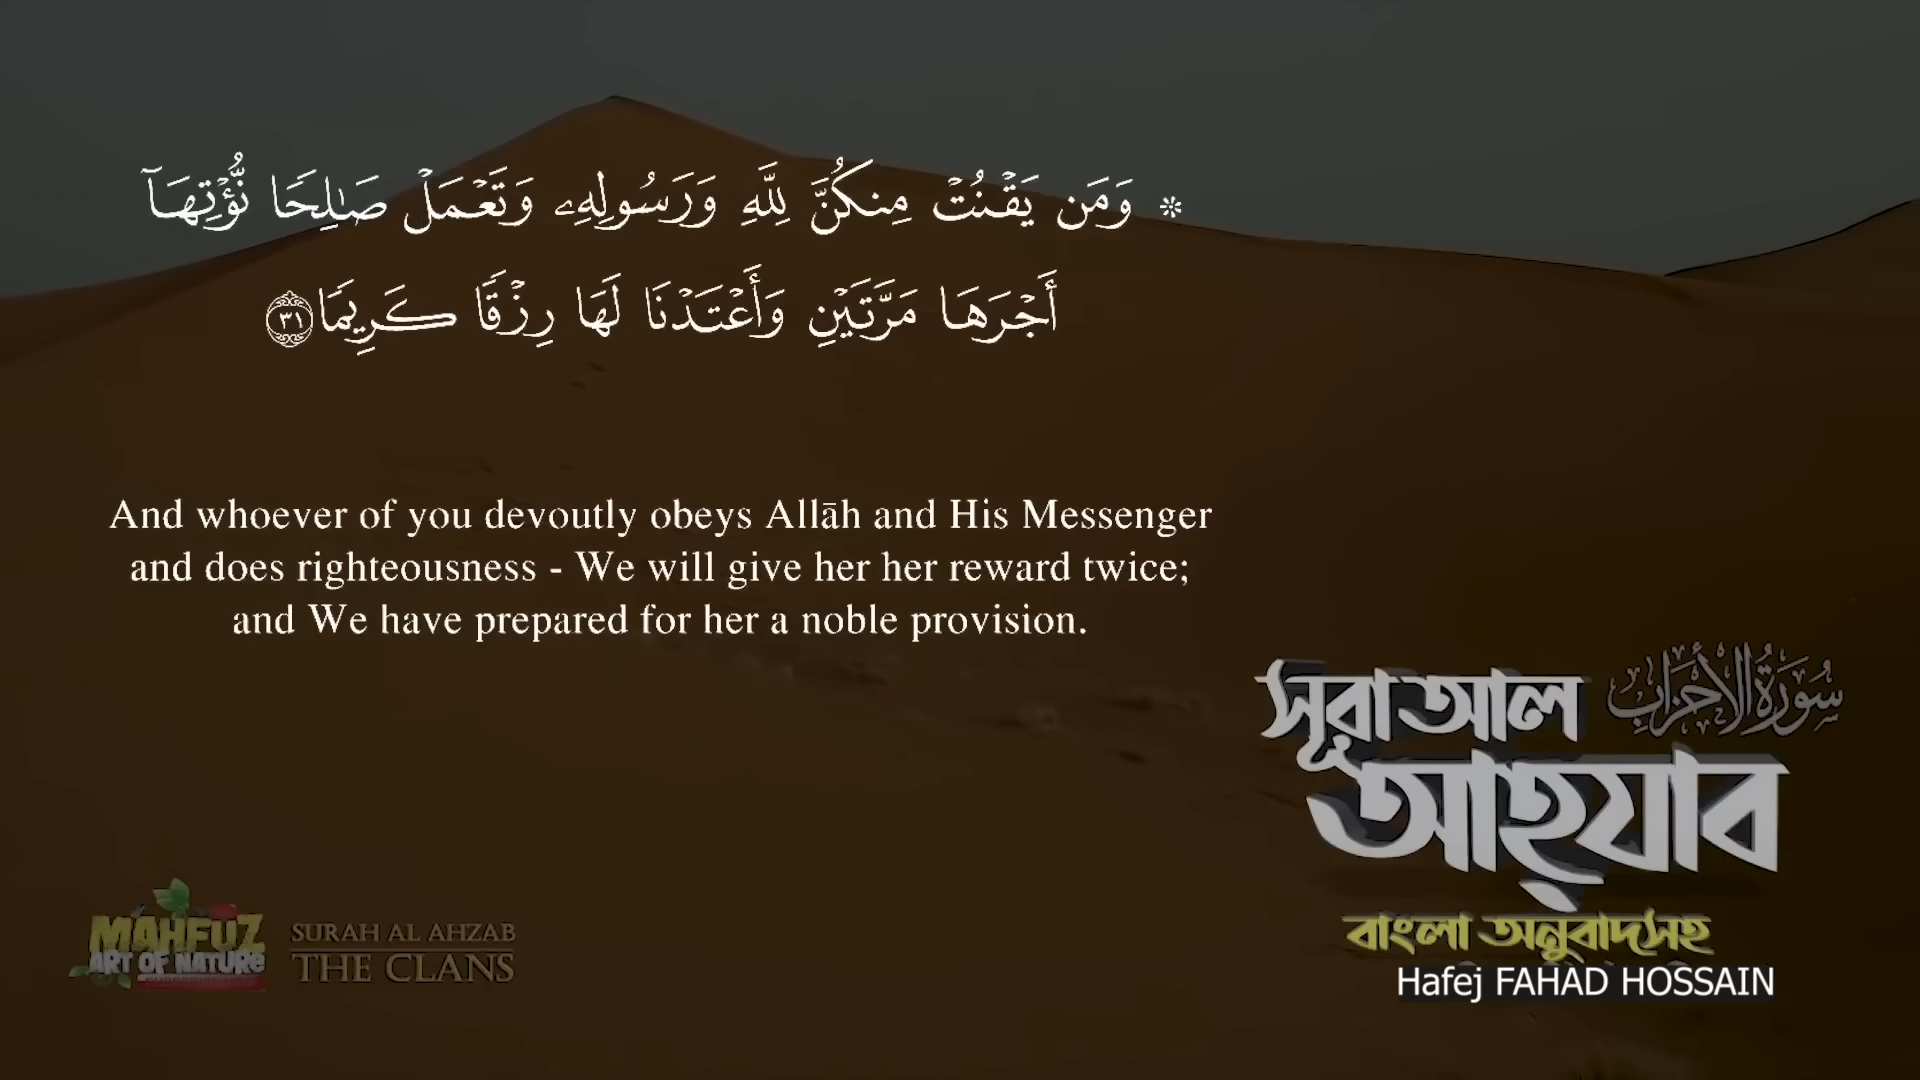 ۞ وَمَن يَقْنُتْ مِنكُنَّ لِلَّهِ وَرَسُولِهِۦ وَتَعْمَلْ صَـٰلِحًا نُّؤْتِهَآ
أَجْرَهَا مَرَّتَيْنِ وَأَعْتَدْنَا لَهَا رِزْقًا كَرِيمًا ٣١
And whoever of you devoutly obeys Allāh and His Messenger
and does righteousness - We will give her her reward twice;
and We have prepared for her a noble provision.
সূরা আল
سُورَةُ الأَحْزَابِ
আহ্‌যাব
বাংলা অনুবাদসহ
Hafej FAHAD HOSSAIN
MAHFUZ
ART OF NATURE
SURAH AL AHZAB
THE CLANS